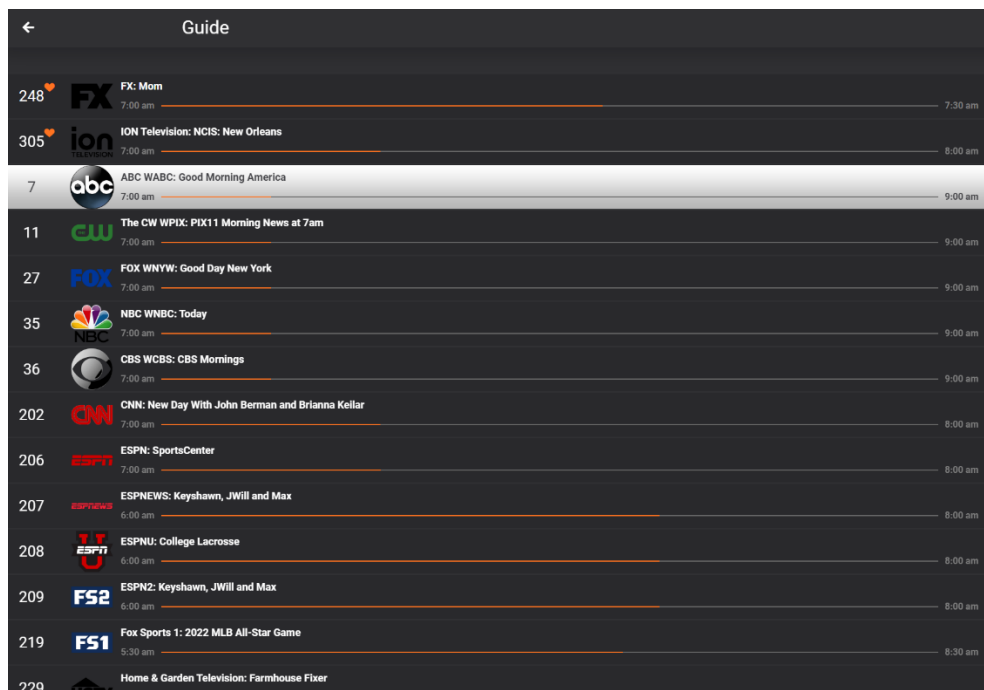 Guide
248
FX
FX: Mom
7:00 am
7:30 am
305
ion
TELEVISION
ION Television: NCIS: New Orleans
7:00 am
8:00 am
7
abc
ABC WABC: Good Morning America
7:00 am
9:00 am
11
CW
The CW WPIX: PIX11 Morning News at 7am
7:00 am
9:00 am
27
FOX
FOX WNYW: Good Day New York
7:00 am
9:00 am
35
NBC
NBC WNBC: Today
7:00 am
9:00 am
36
CBS WCBS: CBS Mornings
7:00 am
9:00 am
202
CNN
CNN: New Day With John Berman and Brianna Keilar
7:00 am
8:00 am
206
ESPN
ESPN: SportsCenter
7:00 am
8:00 am
207
ESPNEWS
ESPNEWS: Keyshawn, JWill and Max
6:00 am
8:00 am
208
ESPN
U
ESPNU: College Lacrosse
6:00 am
8:00 am
209
FS2
ESPN2: Keyshawn, JWill and Max
6:00 am
8:00 am
219
FS1
Fox Sports 1: 2022 MLB All-Star Game
5:30 am
8:30 am
229
Home & Garden Television: Farmhouse Fixer